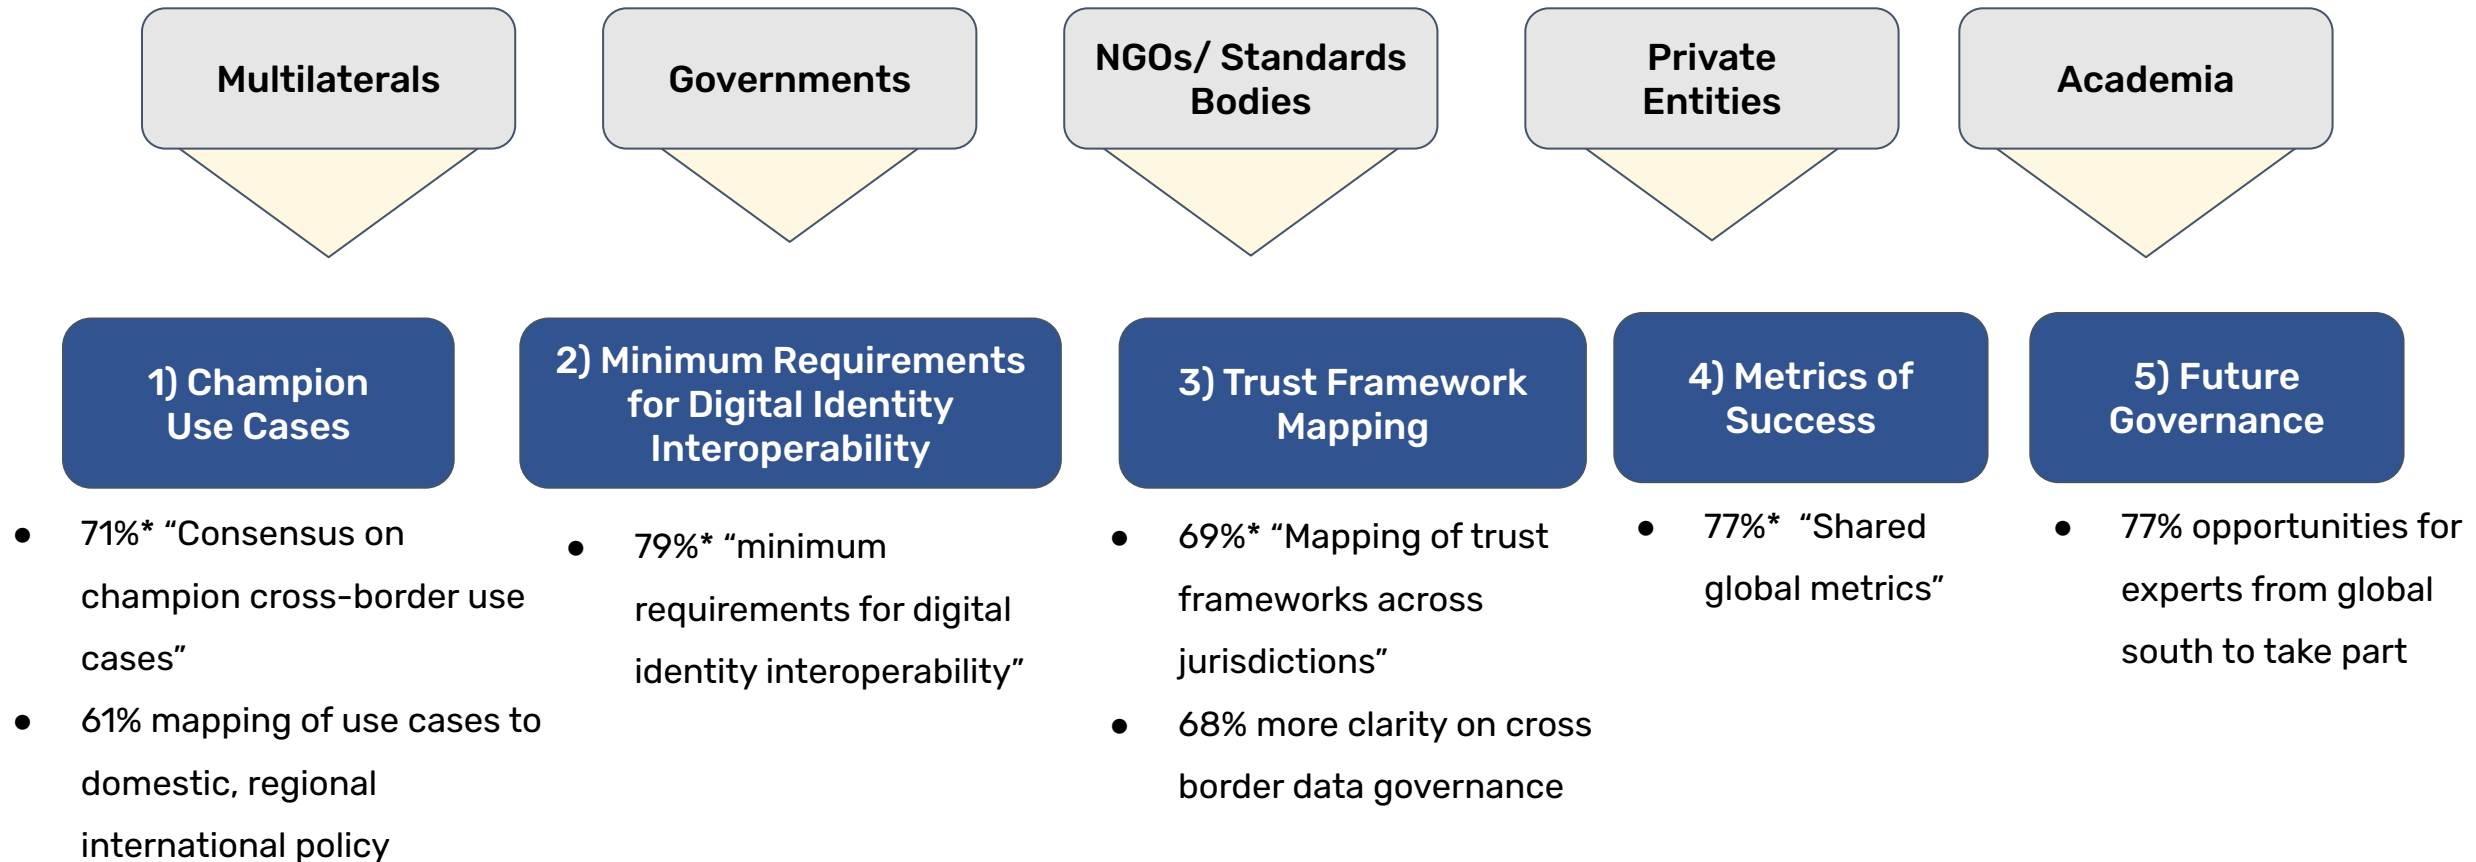 Multilaterals
Governments
NGOs/ Standards
Bodies
Private
Entities
Academia
1) Champion
Use Cases
2) Minimum Requirements
for Digital Identity
Interoperability
3) Trust Framework
Mapping
4) Metrics of
Success
5) Future
Governance
● 71%* “Consensus on
champion cross-border use
cases”
● 61% mapping of use cases to
domestic, regional
international policy
● 79%* “minimum
requirements for digital
identity interoperability”
● 69%* “Mapping of trust
frameworks across
jurisdictions”
● 68% more clarity on cross
border data governance
● 77%* “Shared
global metrics”
● 77% opportunities for
experts from global
south to take part